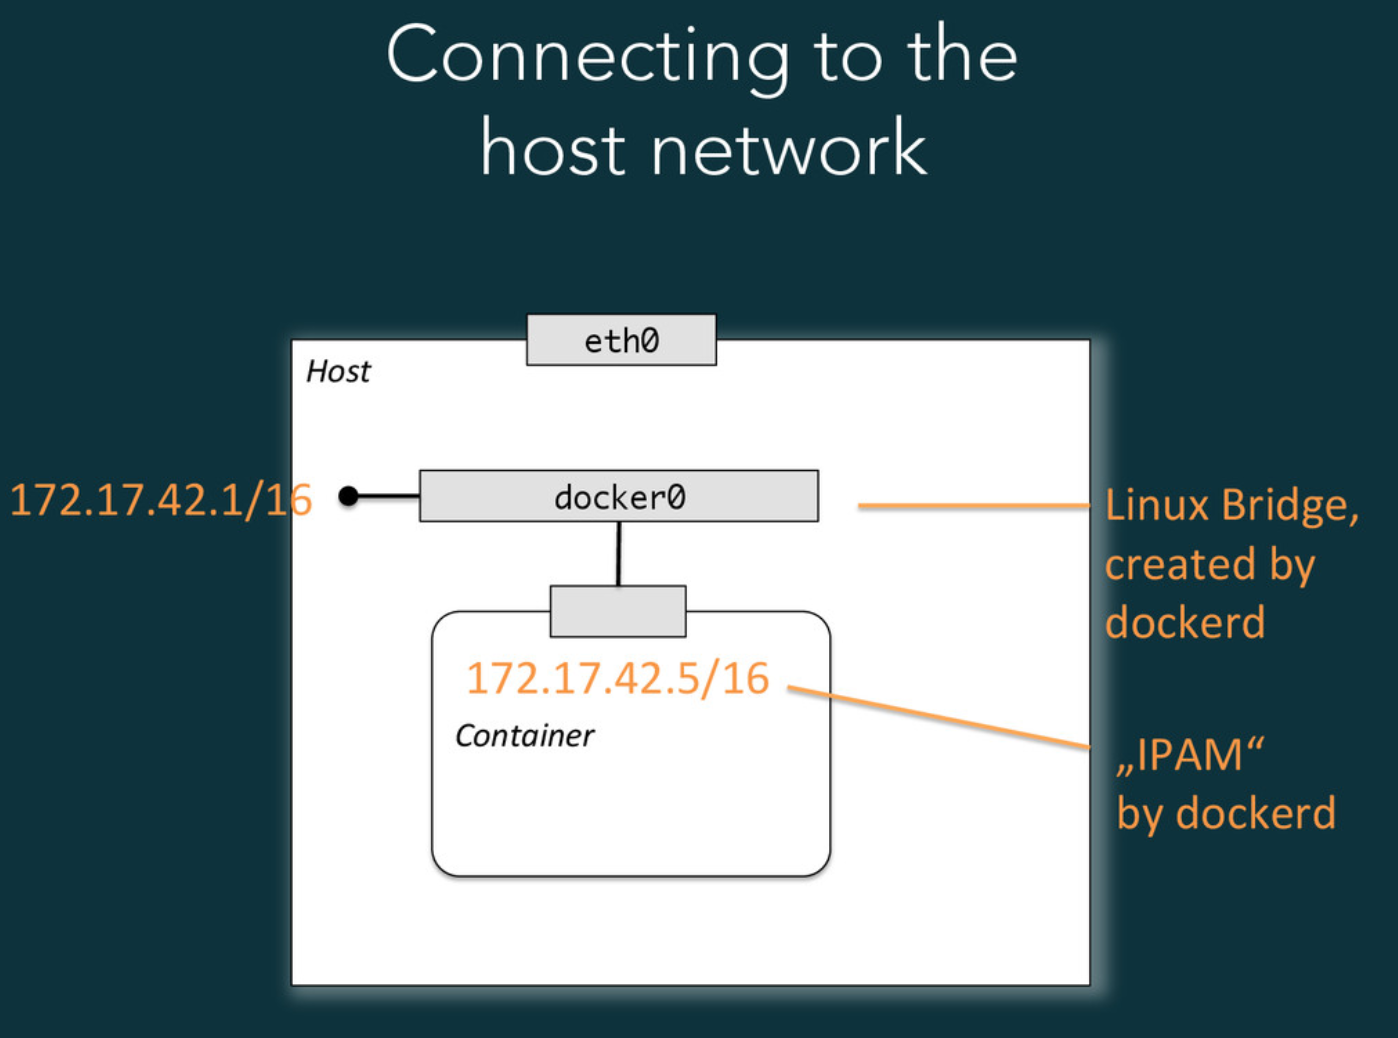 Connecting to the
host network
eth0
Host
172.17.42.1/16
docker0
Linux Bridge,
created by
dockerd
172.17.42.5/16
Container
„IPAM“
by dockerd